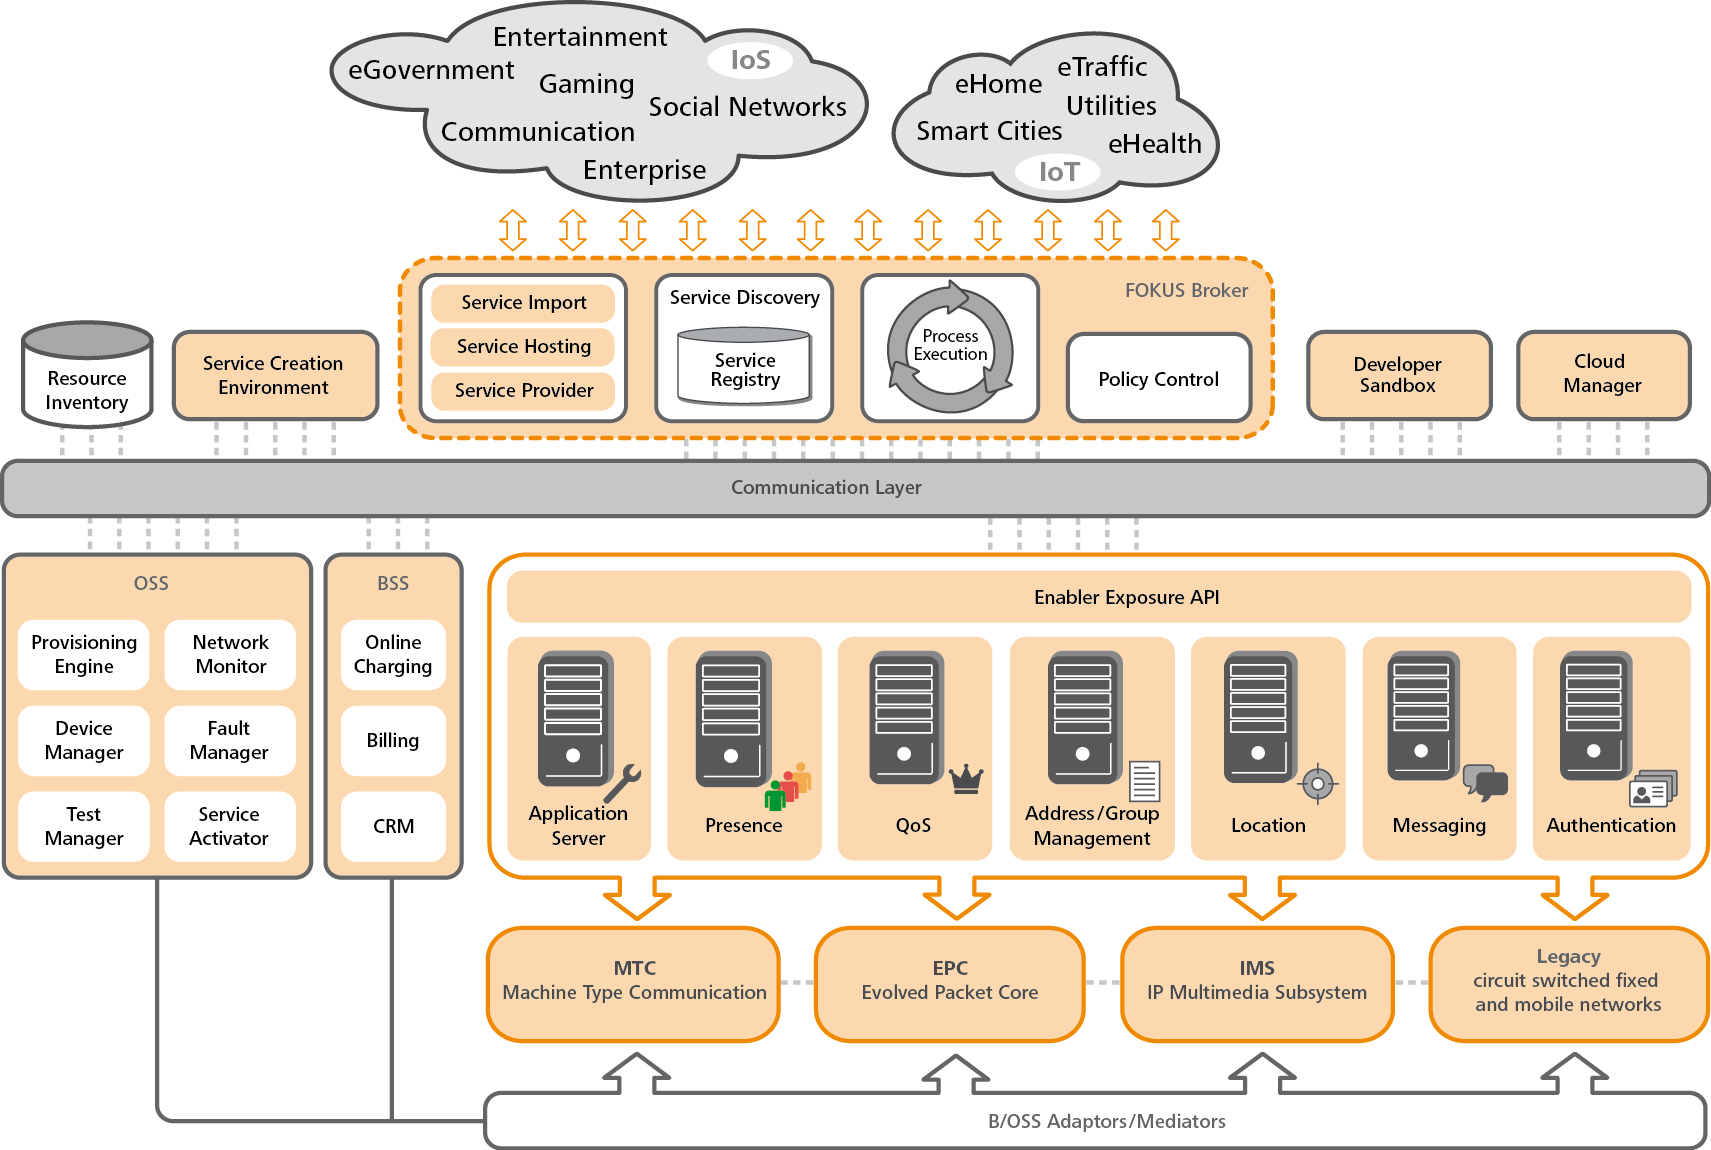 Entertainment
IoS
eGovernment
Gaming
Social Networks
Communication
Enterprise
eTraffic
eHome
Utilities
Smart Cities
eHealth
IoT
FOKUS Broker
Service Import
Service Hosting
Service Provider
Service Discovery
Service
Registry
Process
Execution
Policy Control
Resource
Inventory
Service Creation
Environment
Developer
Sandbox
Cloud
Manager
Communication Layer
OSS
Provisioning
Engine
Network
Monitor
Device
Manager
Fault
Manager
Test
Manager
Service
Activator
BSS
Online
Charging
Billing
CRM
Enabler Exposure API
Application
Server
Presence
QoS
Address/Group
Management
Location
Messaging
Authentication
MTC
Machine Type Communication
EPC
Evolved Packet Core
IMS
IP Multimedia Subsystem
Legacy
circuit switched fixed
and mobile networks
B/OSS Adaptors/Mediators